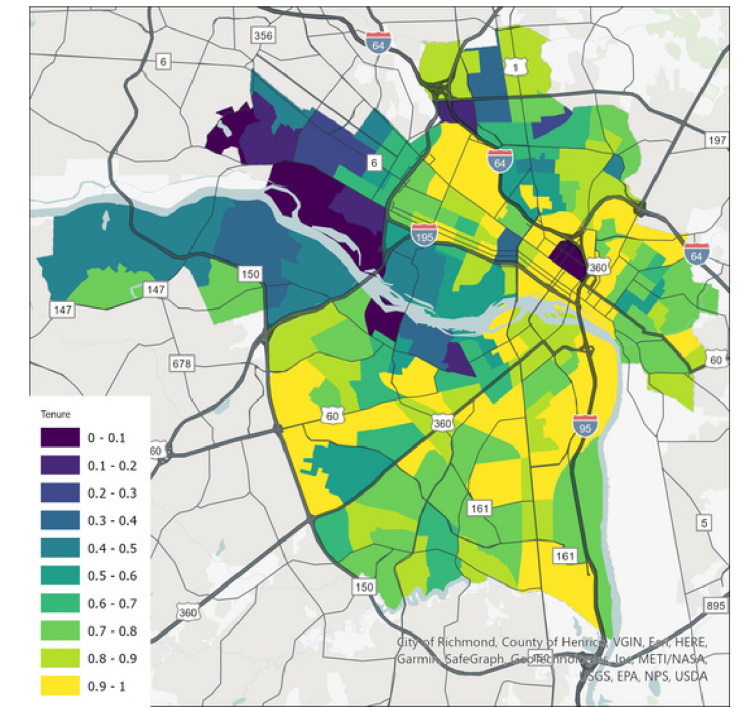 356
64
6
1
197
64
6
195
64
360
150
147
147
678
60
60
360
60
95
161
5
161
150
895
360
Tenure
0 - 0.1
0.1 - 0.2
0.2 - 0.3
0.3 - 0.4
0.4 - 0.5
0.5 - 0.6
0.6 - 0.7
0.7 - 0.8
0.8 - 0.9
0.9 - 1
City of Richmond, County of Henrico, VGIN, Esri, HERE,
Garmin, SafeGraph, GeoTechnologies, Inc, METI/NASA,
USGS, EPA, NPS, USDA